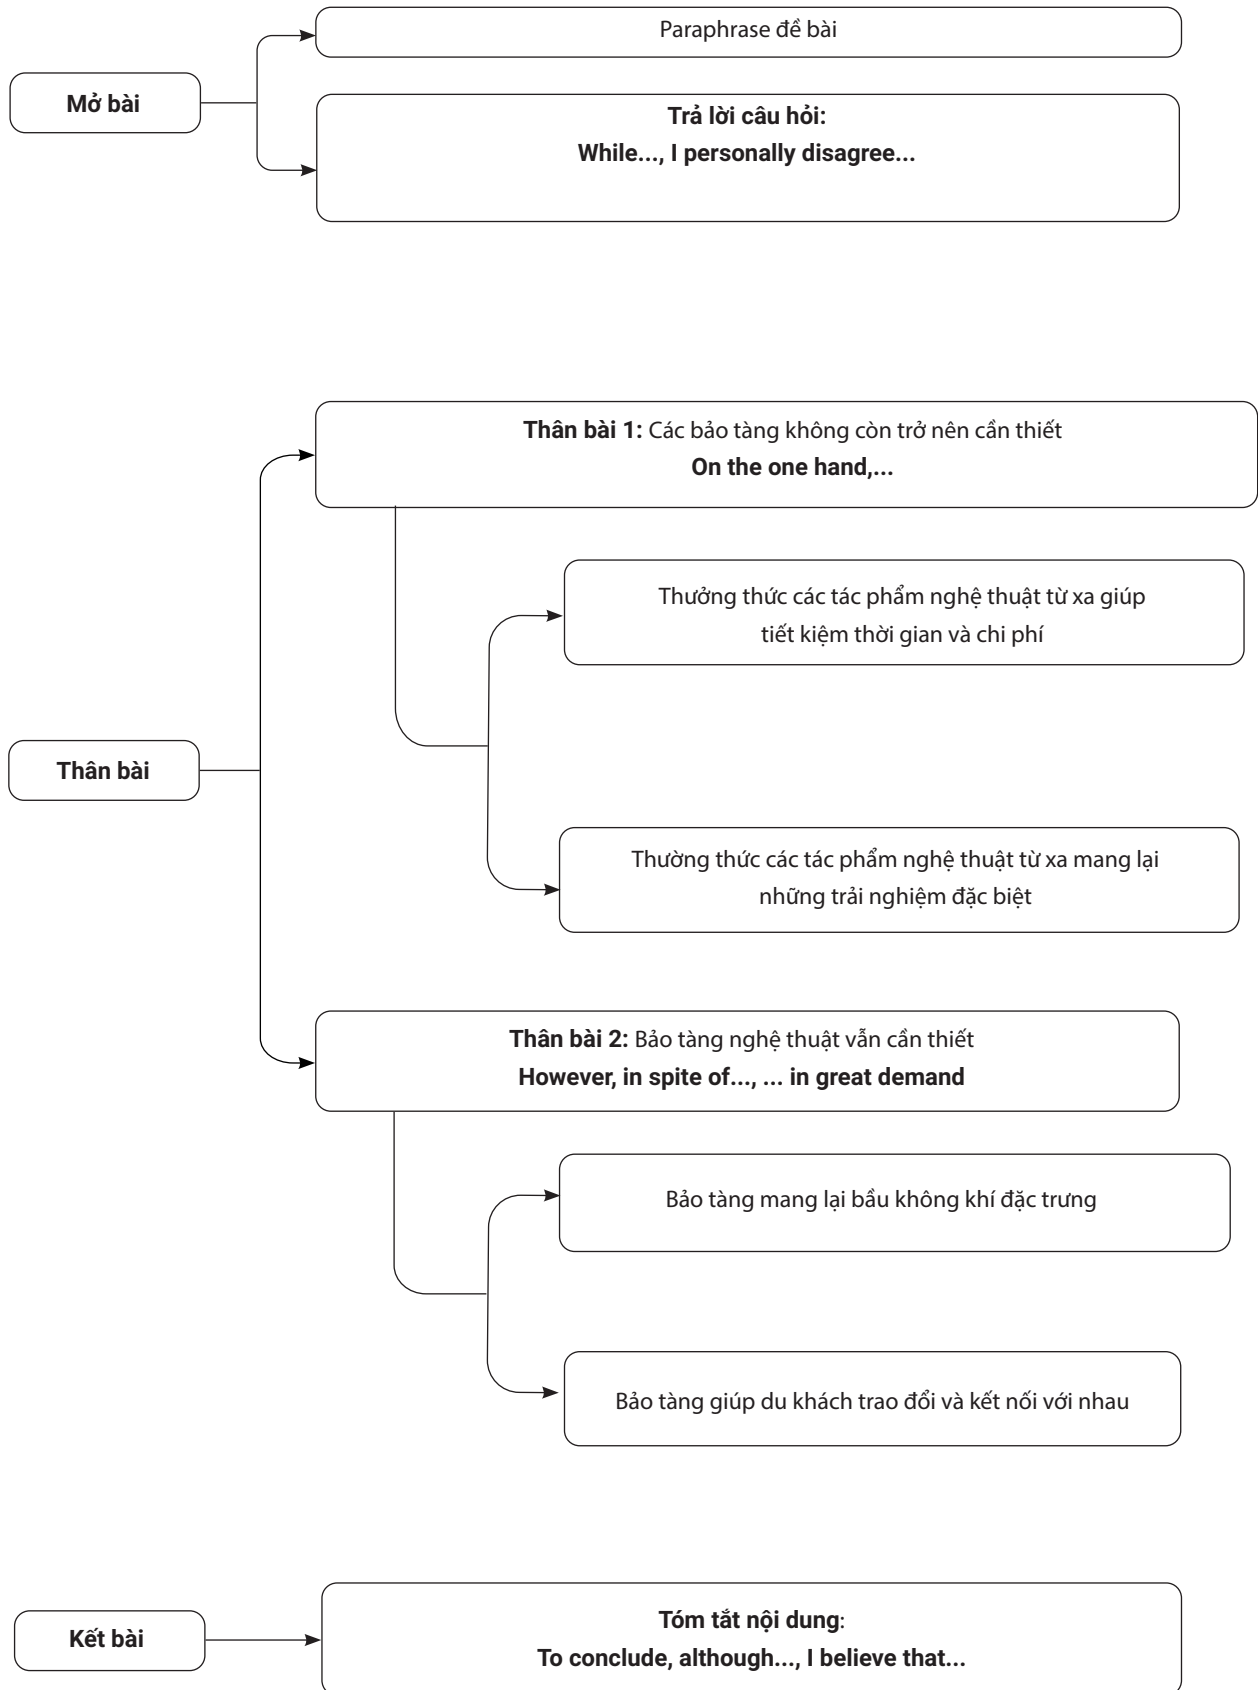 Paraphrase đề bài
Mở bài
Trả lời câu hỏi:
While..., I personally disagree...
Thân bài 1: Các bảo tàng không còn trở nên cần thiết
On the one hand,...
Thưởng thức các tác phẩm nghệ thuật từ xa giúp
tiết kiệm thời gian và chi phí
Thân bài
Thường thức các tác phẩm nghệ thuật từ xa mang lại
những trải nghiệm đặc biệt
Thân bài 2: Bảo tàng nghệ thuật vẫn cần thiết
However, in spite of..., ... in great demand
Bảo tàng mang lại bầu không khí đặc trưng
Bảo tàng giúp du khách trao đổi và kết nối với nhau
Kết bài
Tóm tắt nội dung:
To conclude, although..., I believe that...